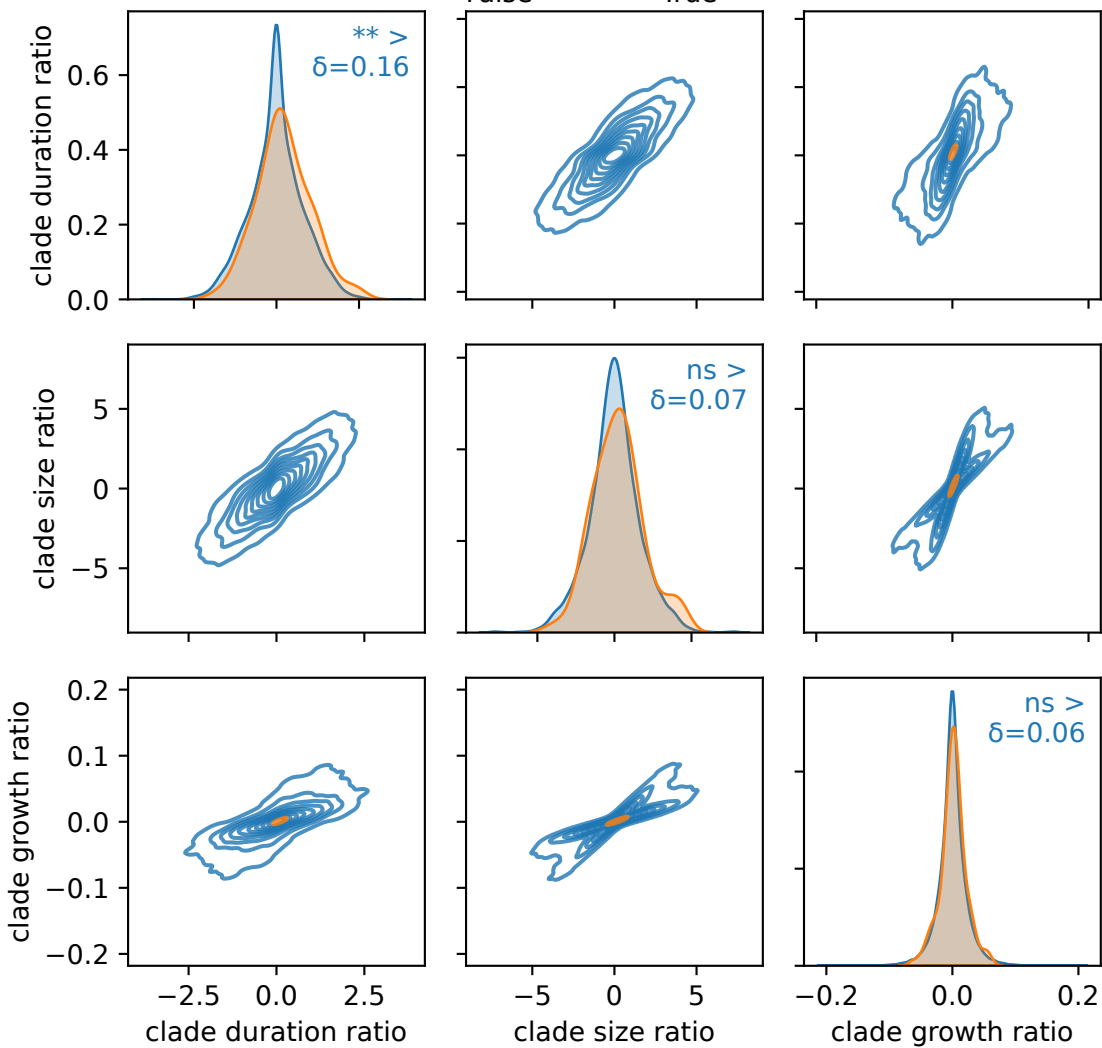 False True
clade duration ratio
0.6
0.4
0.2
0.0
** >
δ=0.16
clade size ratio
5
0
−5
ns >
δ=0.07
clade growth ratio
0.2
0.1
0.0
−0.1
−0.2
ns >
δ=0.06
−2.5 0.0 2.5
−5 0 5
−0.2 0.0 0.2
clade duration ratio
clade size ratio
clade growth ratio